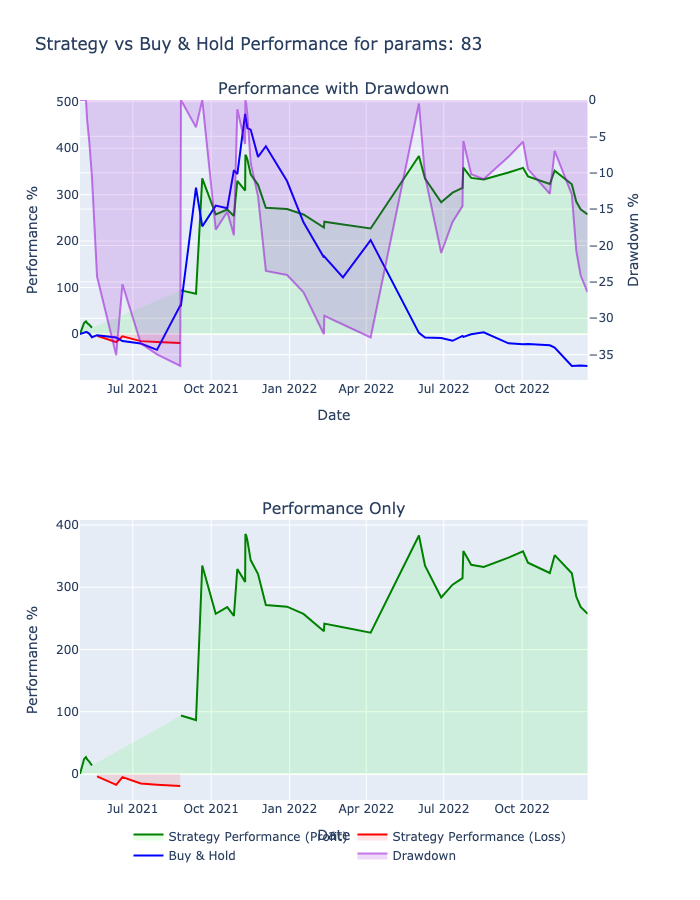 Strategy vs Buy & Hold Performance for params: 83
Performance with Drawdown
500
400
300
200
100
0
Performance %
0
−5
−10
−15
−20
−25
−30
−35
Drawdown %
Jul 2021 Oct 2021 Jan 2022 Apr 2022 Jul 2022 Oct 2022
Date
Performance Only
400
300
200
100
0
Performance %
Jul 2021 Oct 2021 Jan 2022 Apr 2022 Jul 2022 Oct 2022
Date
Strategy Performance (Profit) Strategy Performance (Loss)
Buy & Hold Drawdown